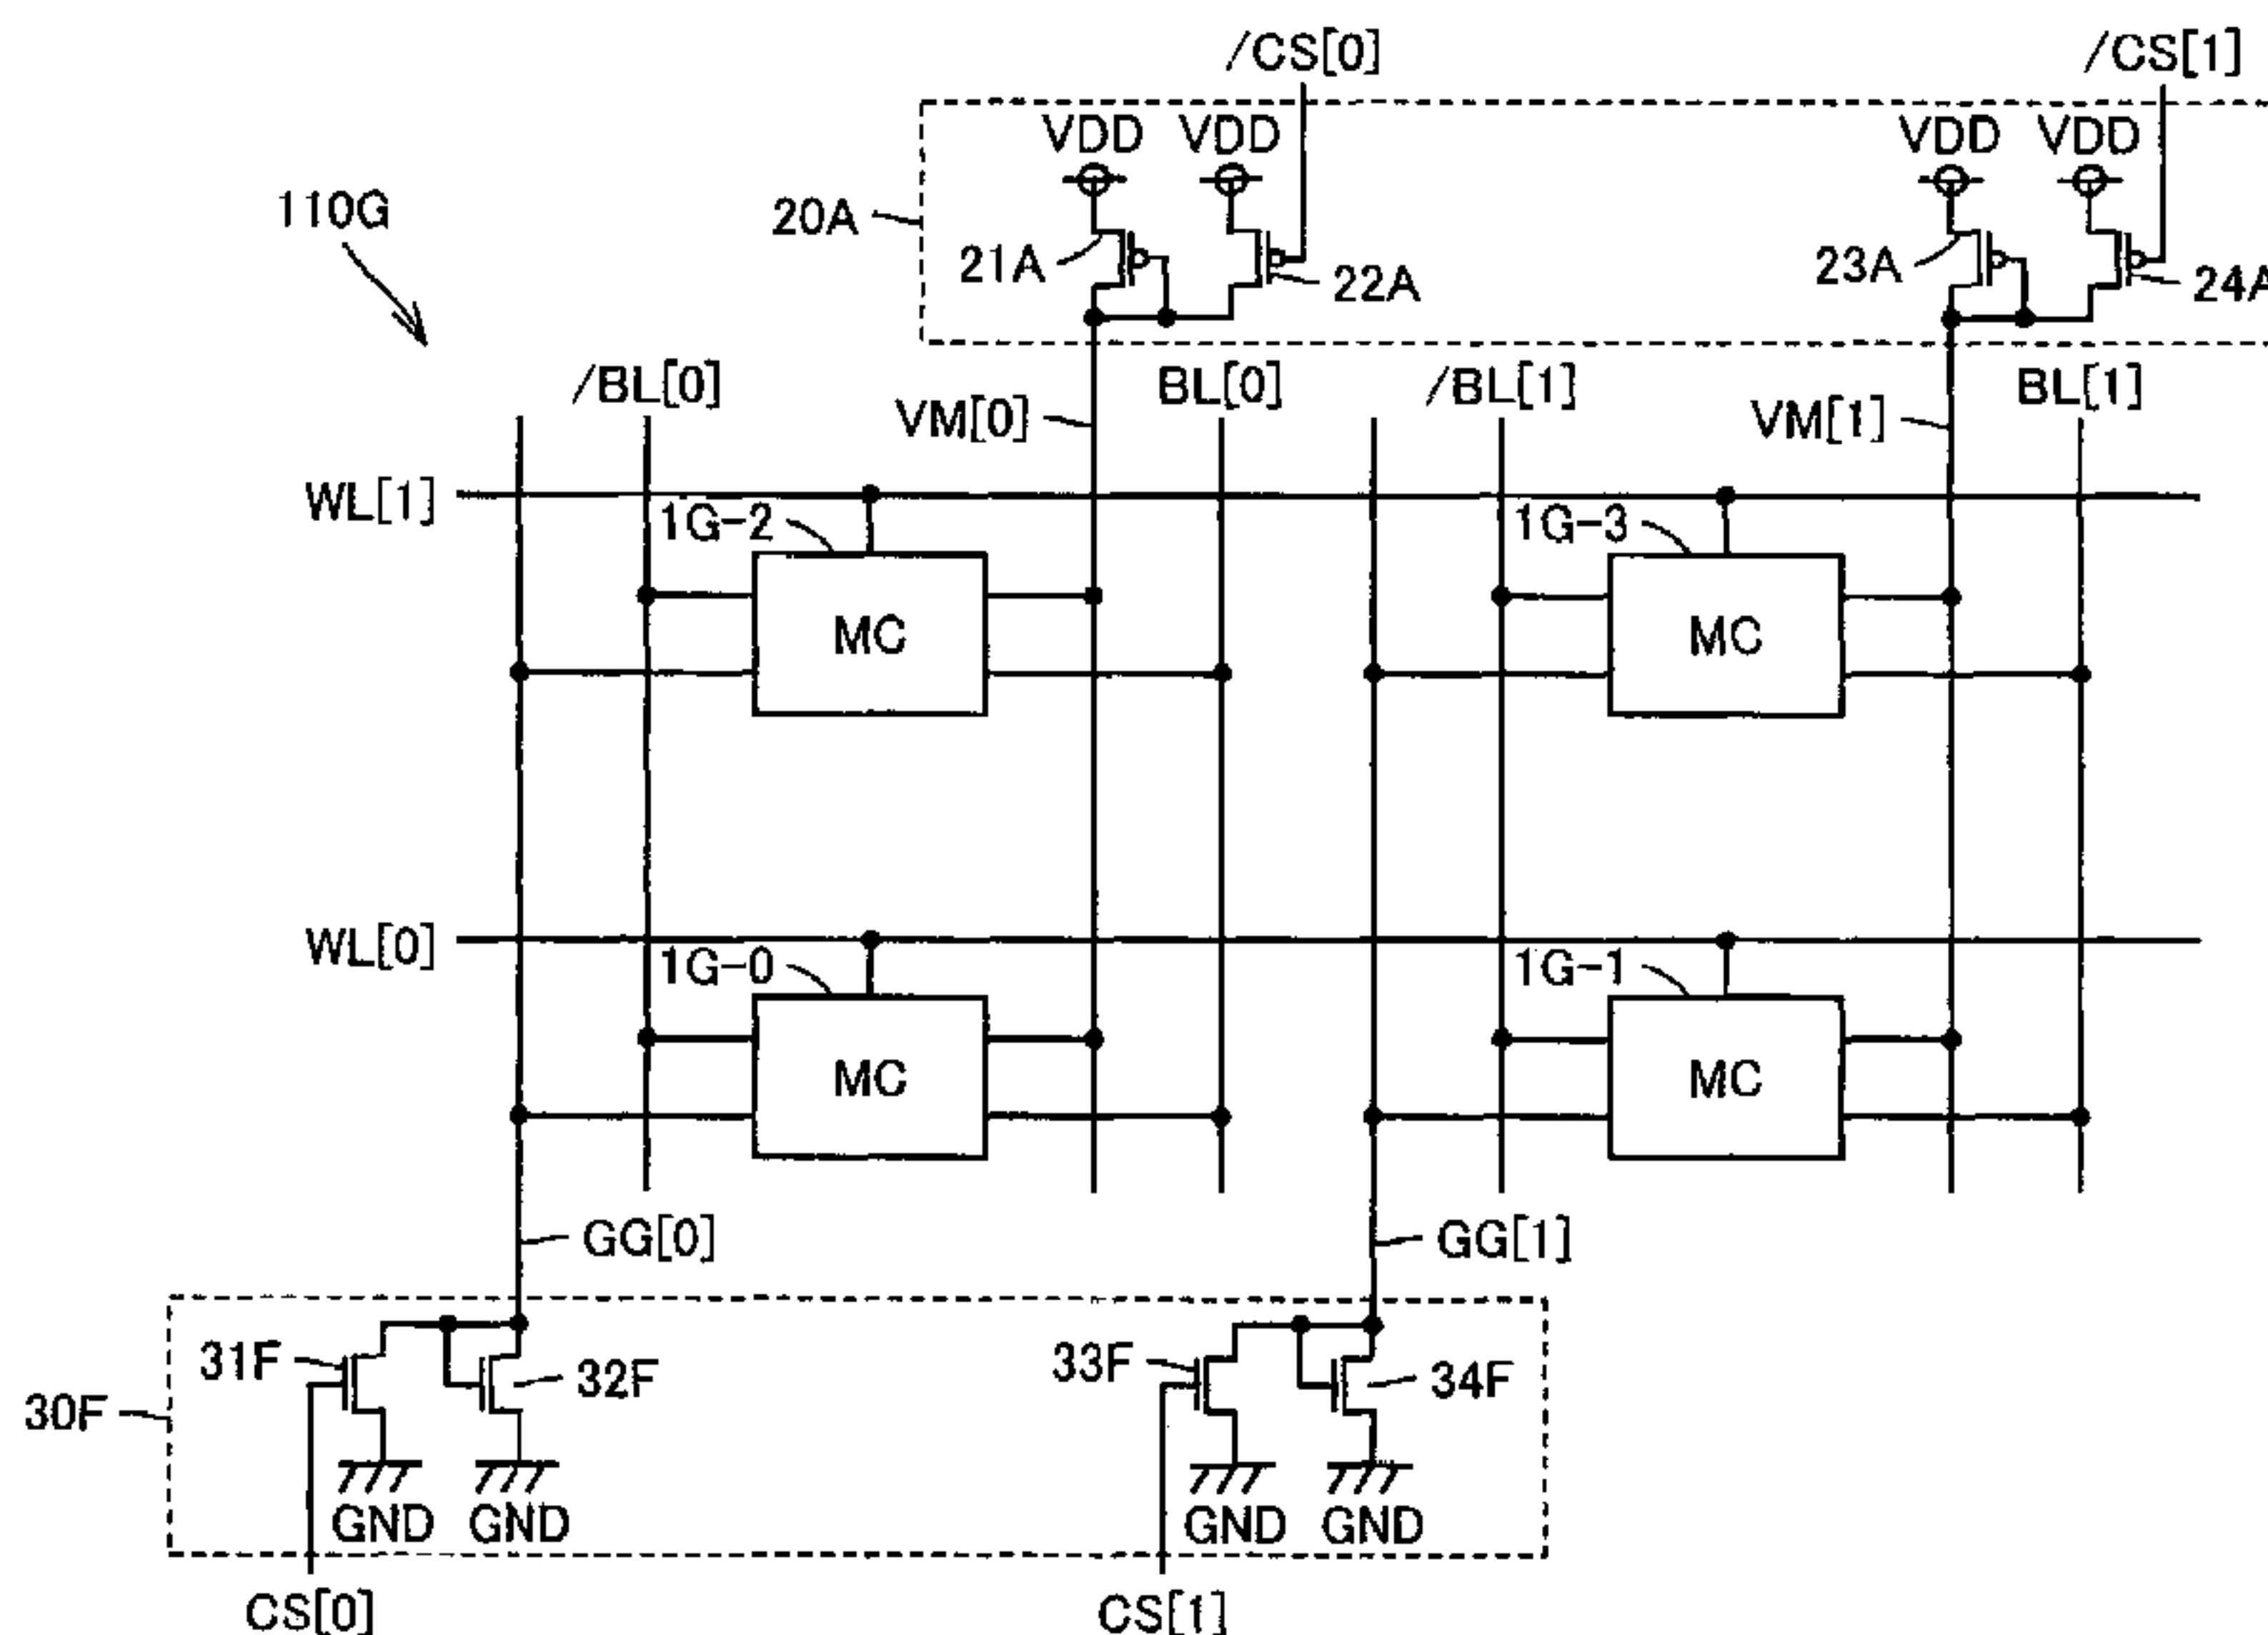 /CS[0]
/CS[1]
VDD VDD
VDD VDD
110G
20A
21A
22A
23A
24A
/BL[0]
VM[0]
BL[0]
/BL[1]
VM[1]
BL[1]
WL[1]
1G-2
1G-3
MC
MC
WL[0]
1G-0
1G-1
MC
MC
GG[0]
GG[1]
31F
32F
33F
34F
30F
GND GND
GND GND
CS[0]
CS[1]